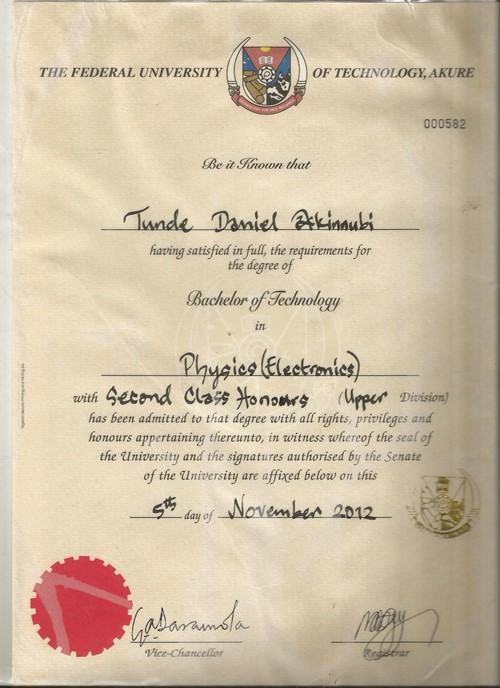 THE FEDERAL UNIVERSITY OF TECHNOLOGY, AKURE
000582
Be it Known that
Tunde Daniel Akinnubi
having satisfied in full, the requirements for
the degree of
Bachelor of Technology
in
Physics (Electronics)
with Second Class Honours (Upper Division)
has been admitted to that degree with all rights, privileges and
honours appertaining thereunto, in witness whereof the seal of
the University and the signatures authorised by the Senate
of the University are affixed below on this
5th day of November 2012
Vice-Chancellor
Registrar